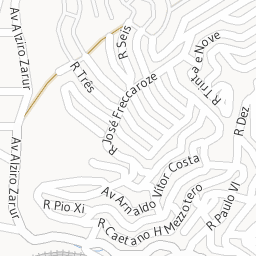 Av Alziro Zarur
R Seis
R Três
R José Freccaroze
R Trinta e Nove
R Dez
Av Alziro Zarur
Av Arnaldo Vitor Costa
R Pio Xi
R Caetano H Mezzotero
R Paulo VI